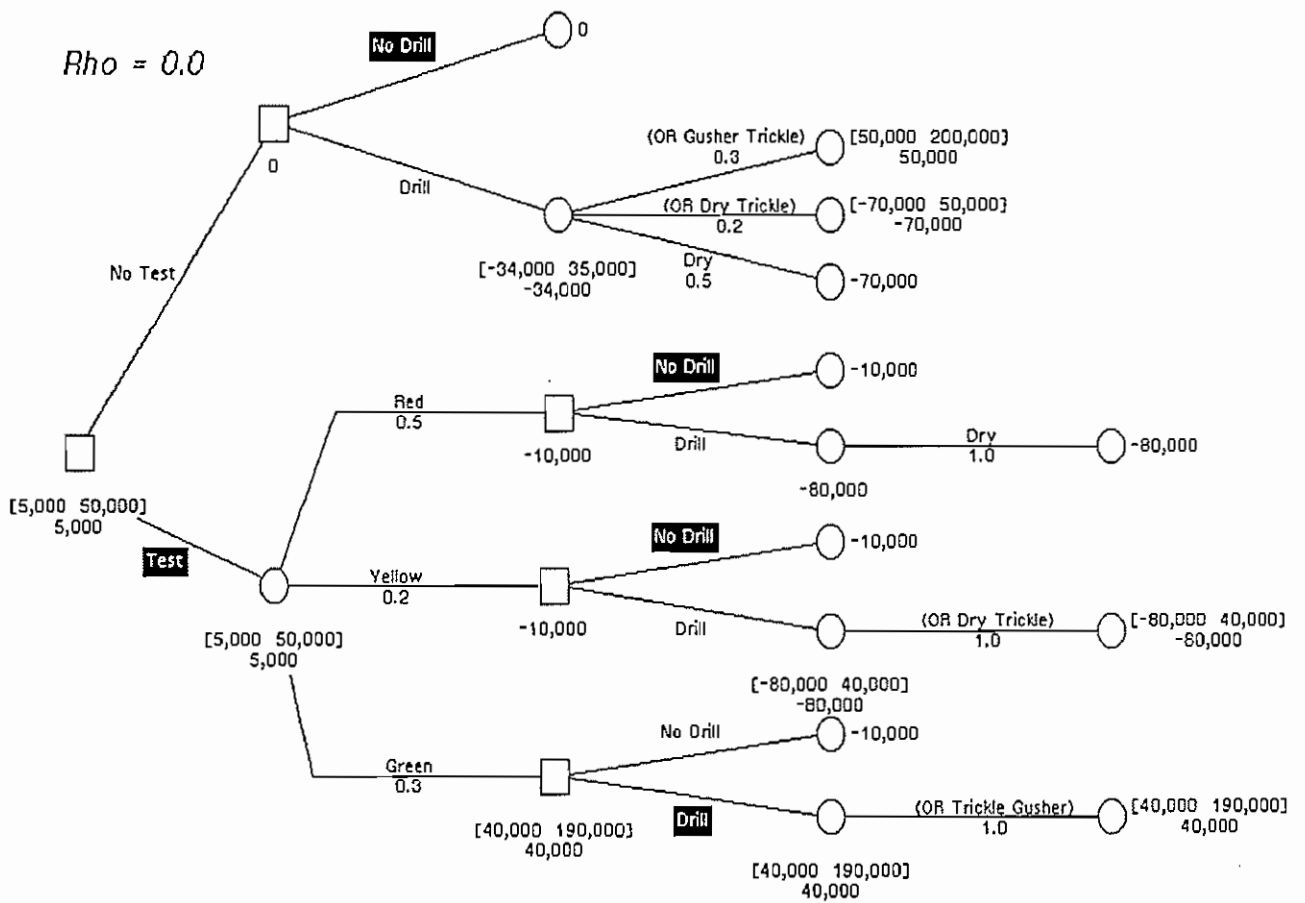 Rho = 0.0
No Drill
0
0
Drill
(OR Gusher Trickle)
0.3
[50,000 200,000]
50,000
(OR Dry Trickle)
0.2
[-70,000 50,000]
-70,000
Dry
0.5
-70,000
[-34,000 35,000]
-34,000
No Test
[5,000 50,000]
5,000
Test
Red
0.5
-10,000
No Drill
-10,000
Drill
-80,000
Dry
1.0
-80,000
[5,000 50,000]
5,000
Yellow
0.2
-10,000
No Drill
-10,000
Drill
[-80,000 40,000]
-80,000
(OR Dry Trickle)
1.0
[-80,000 40,000]
-80,000
Green
0.3
[40,000 190,000]
40,000
No Drill
-10,000
Drill
[40,000 190,000]
40,000
(OR Trickle Gusher)
1.0
[40,000 190,000]
40,000